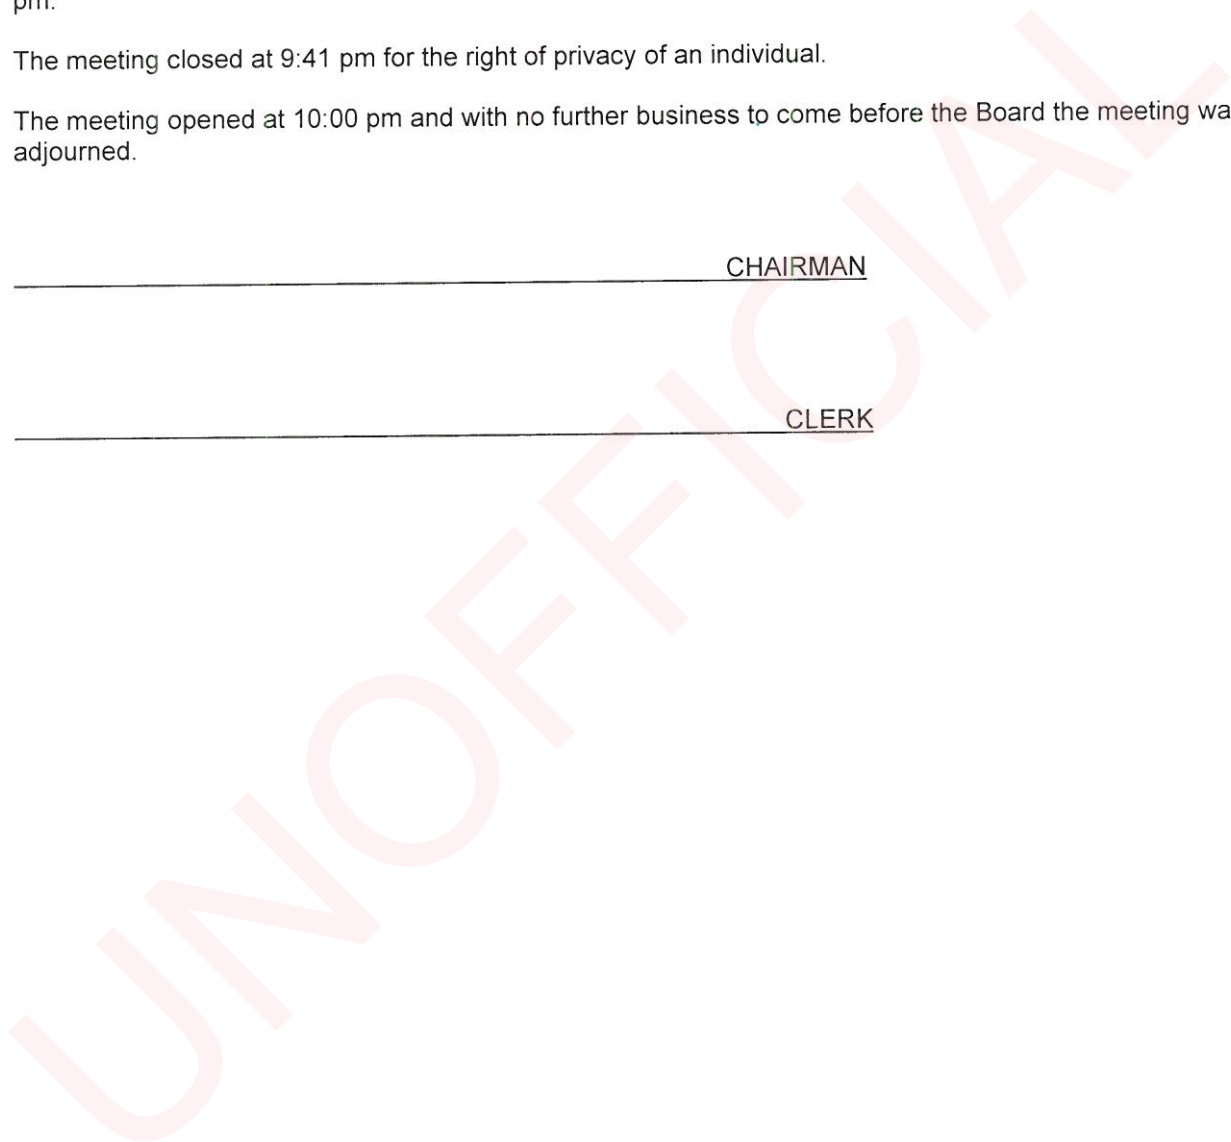 pm.
The meeting closed at 9:41 pm for the right of privacy of an individual.
The meeting opened at 10:00 pm and with no further business to come before the Board the meeting wa
adjourned.
CHAIRMAN
CLERK
UNOFFICIAL